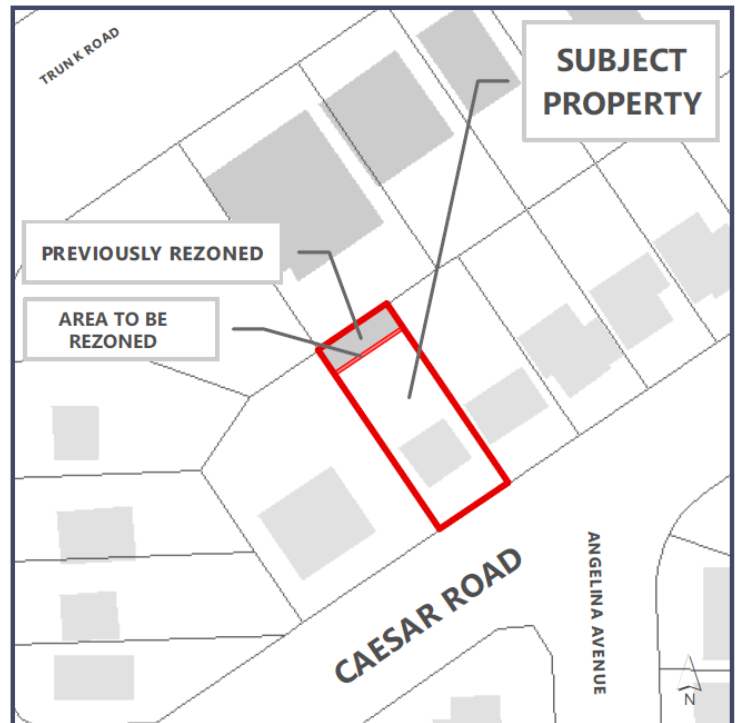 TRUNK ROAD
SUBJECT
PROPERTY
PREVIOUSLY REZONED
AREA TO BE
REZONED
CAESAR ROAD
ANGELINA AVENUE
N